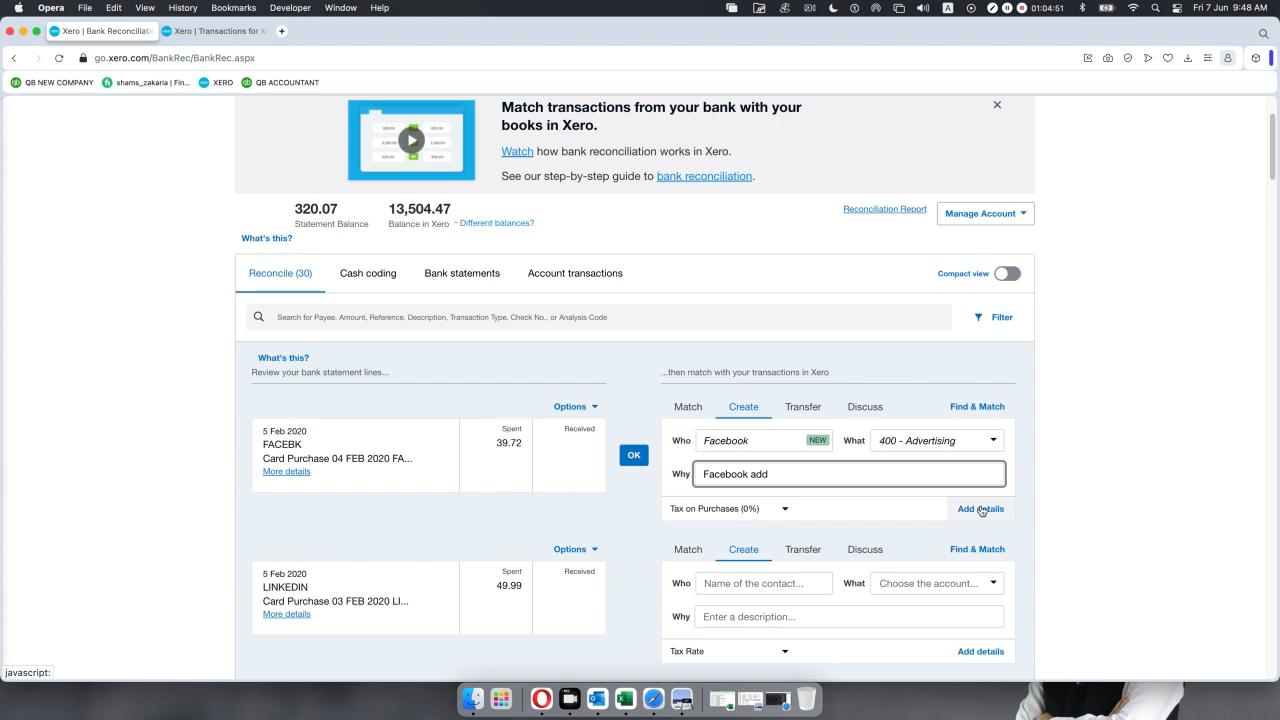 Opera File Edit View History Bookmarks Developer Window Help
01:04:51
A
Fri 7 Jun 9:48 AM
Xero | Bank Reconciliatic
Xero | Transactions for M
go.xero.com/BankRec/BankRec.aspx
QB NEW COMPANY
shams_zakaria | Fin...
XERO
QB ACCOUNTANT
Match transactions from your bank with your
books in Xero.
Watch how bank reconciliation works in Xero.
See our step-by-step guide to bank reconciliation.
320.07
13,504.47
Statement Balance
Balance in Xero
Different balances?
Reconciliation Report
Manage Account
What's this?
Reconcile (30)
Cash coding
Bank statements
Account transactions
Compact view
Search for Payee, Amount, Reference, Description, Transaction Type, Check No., or Analysis Code
Filter
What's this?
Review your bank statement lines...
...then match with your transactions in Xero
Options
Match
Create
Transfer
Discuss
Find & Match
5 Feb 2020
FACEBK
Card Purchase 04 FEB 2020 FA...
More details
Spent
39.72
Received
OK
Who
Facebook
NEW
What
400 - Advertising
Why
Facebook add
Tax on Purchases (0%)
Add details
Options
Match
Create
Transfer
Discuss
Find & Match
5 Feb 2020
LINKEDIN
Card Purchase 03 FEB 2020 LI...
More details
Spent
49.99
Received
Who
Name of the contact...
What
Choose the account...
Why
Enter a description...
Tax Rate
Add details
javascript: